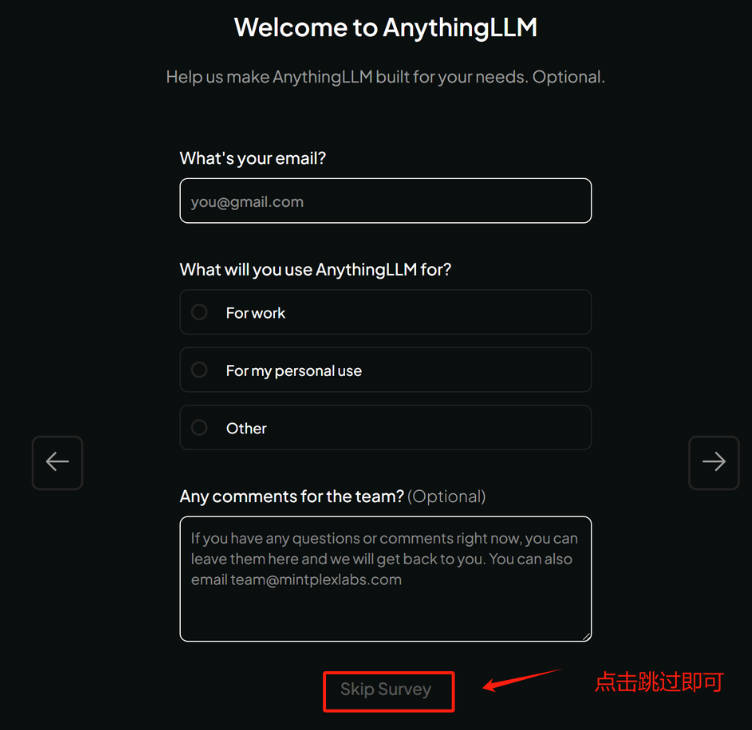 Welcome to AnythingLLM
Help us make AnythingLLM built for your needs. Optional.
What's your email?
you@gmail.com
What will you use AnythingLLM for?
For work
For my personal use
Other
Any comments for the team? (Optional)
If you have any questions or comments right now, you can
leave them here and we will get back to you. You can also
email team@mintplexlabs.com
Skip Survey
点击跳过即可